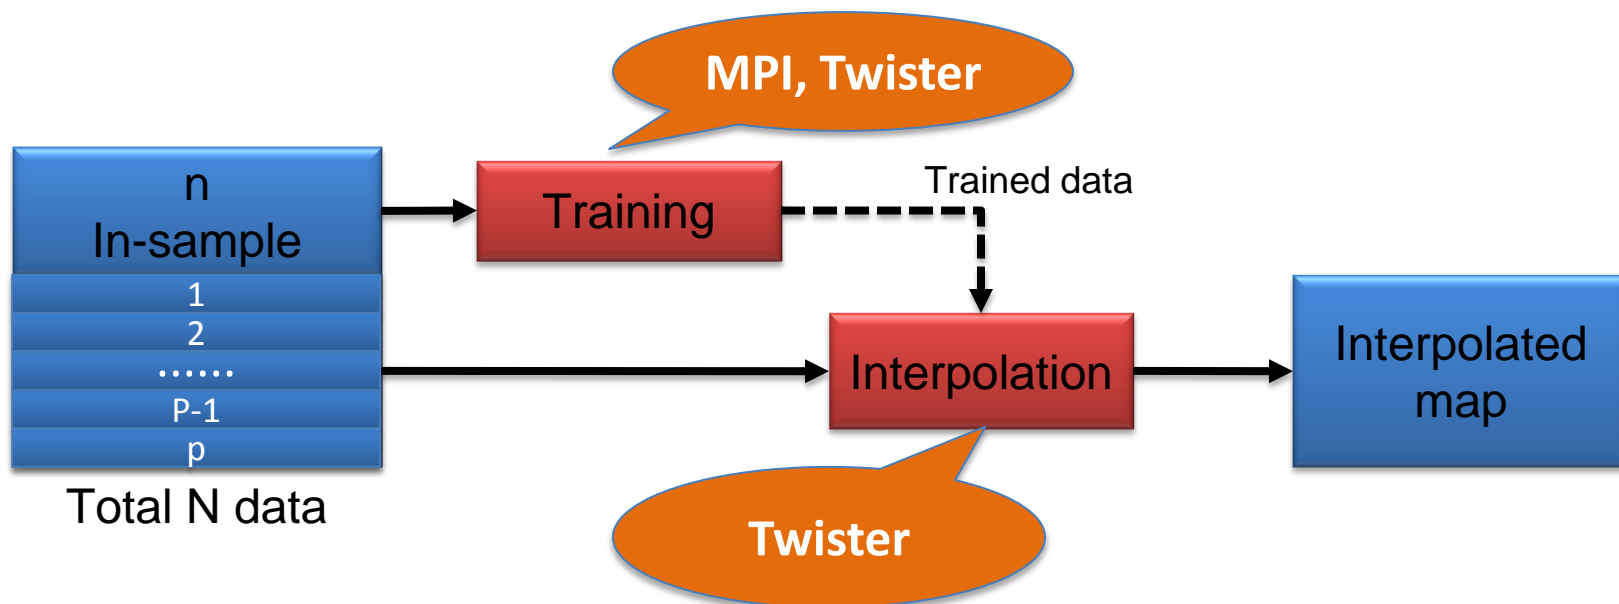 MPI, Twister
n
In-sample
Training
Trained data
1
2
......
P-1
p
Interpolation
Interpolated
map
Total N data
Twister